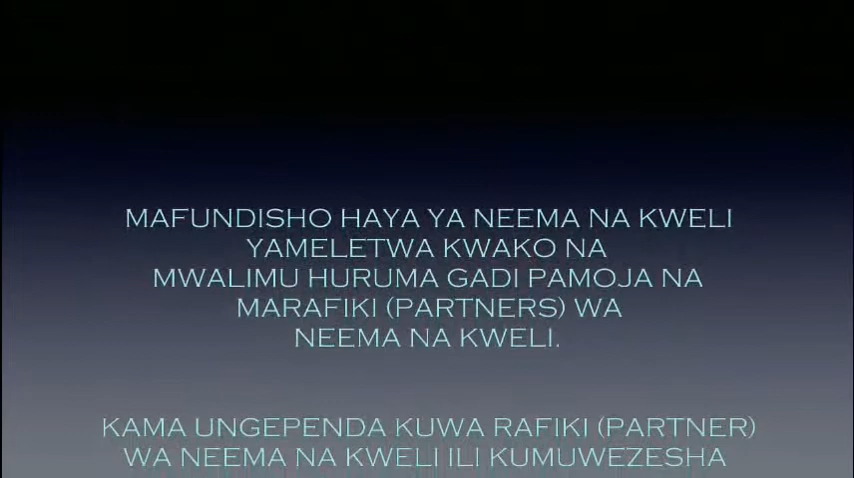 MAFUNDISHO HAYA YA NEEMA NA KWELI
YAMELETWA KWAKO NA
MWALIMU HURUMA GADI PAMOJA NA
MARAFIKI (PARTNERS) WA
NEEMA NA KWELI.
KAMA UNGEPENDA KUWA RAFIKI (PARTNER)
WA NEEMA NA KWELI ILI KUMUWEZESHA